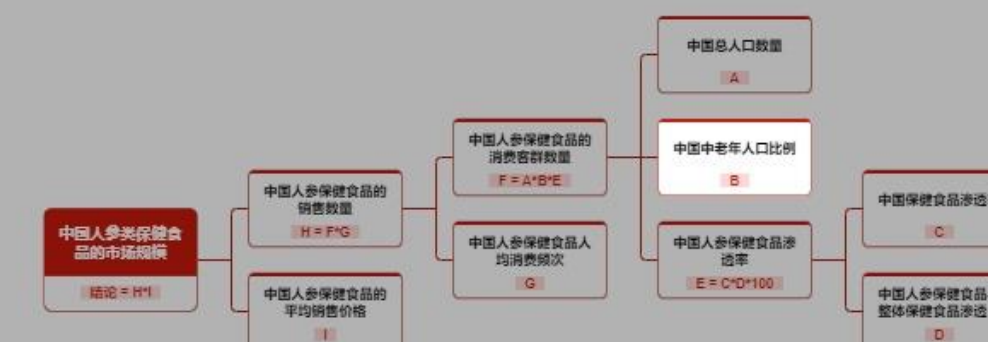 中国总人口数量
A
中国人参保健食品的
消费客群数量
F = A*B*E
中国中老年人口比例
B
中国人参保健食品的
销售数量
H = F*G
中国保健食品渗透
C
中国人参类保健食
品的市场规模
结论 = H*I
中国人参保健食品人
均消费频次
G
中国人参保健食品渗
透率
E = C*D*100
中国人参保健食品的
平均销售价格
I
中国人参保健食品
整体保健食品渗透
D